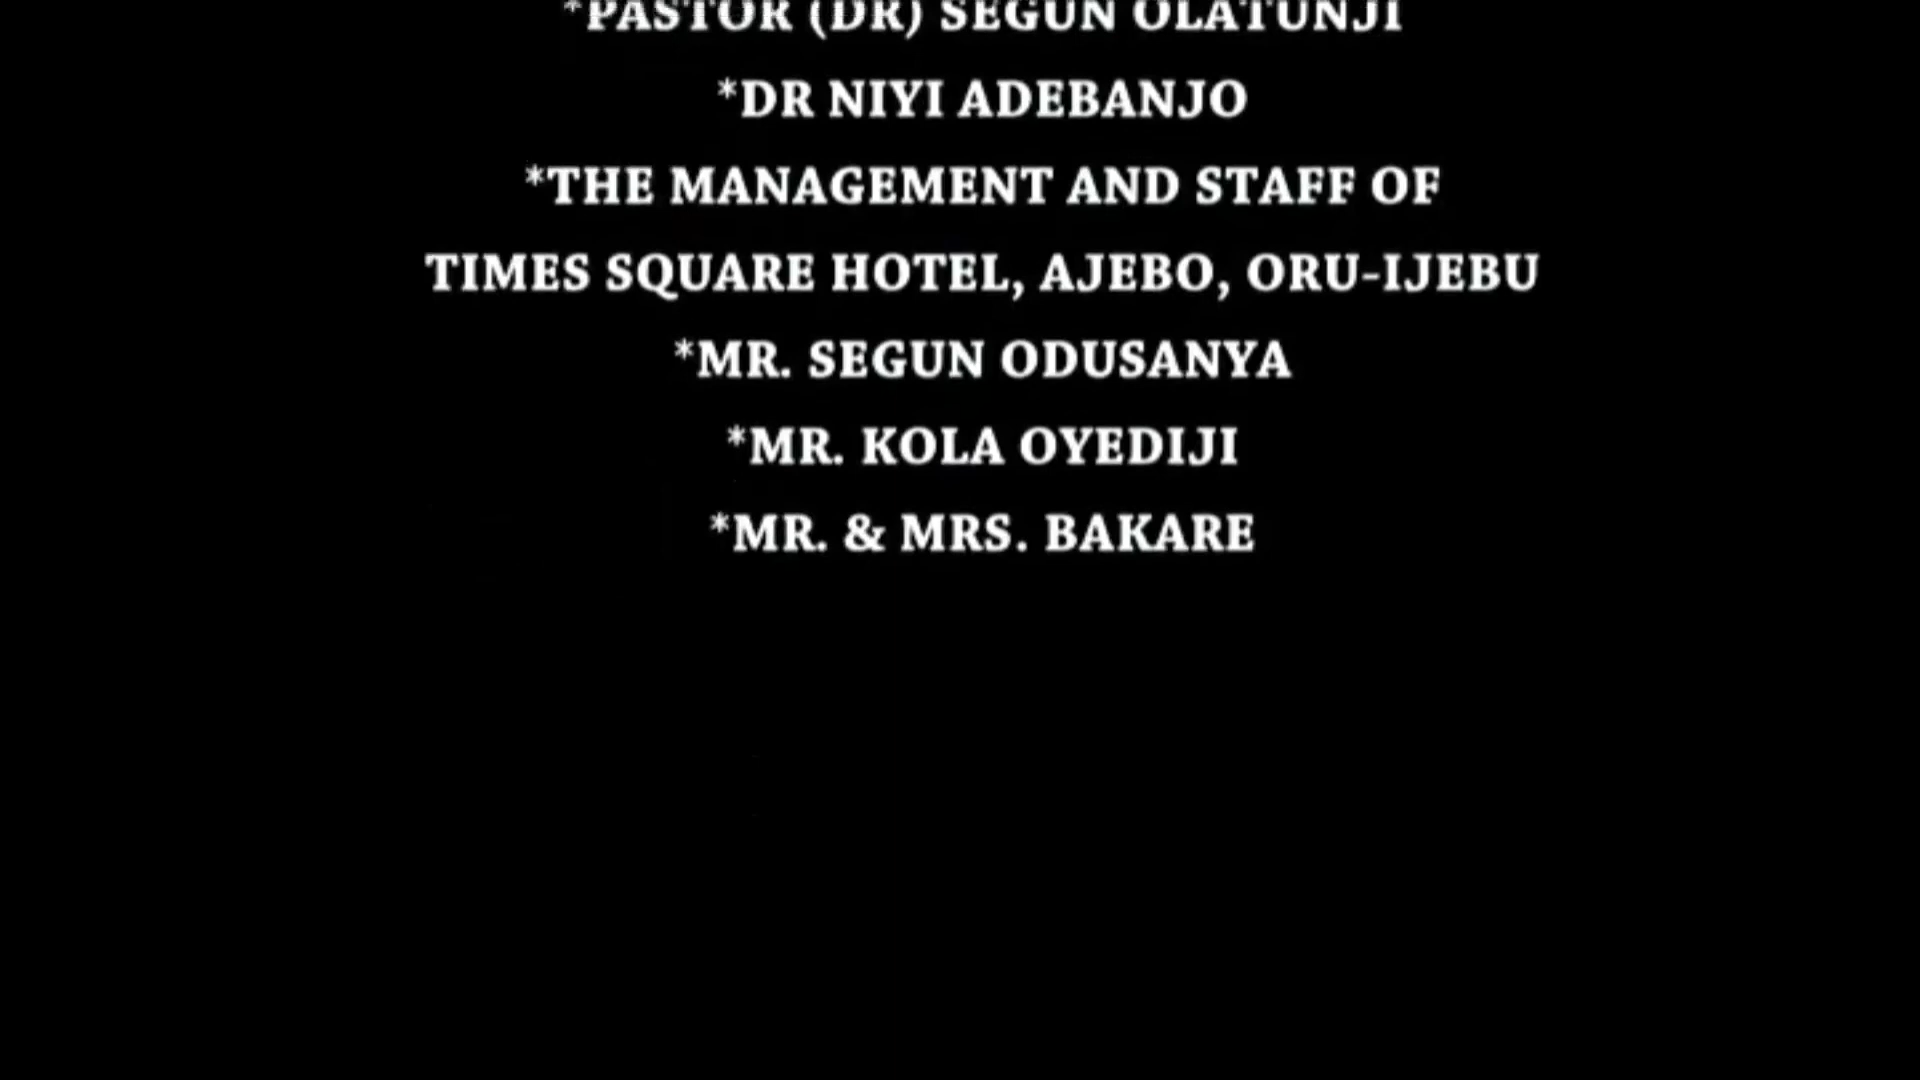 *PASTOR (DR) SEGUN OLATUNJI
*DR NIYI ADEBANJO
*THE MANAGEMENT AND STAFF OF
TIMES SQUARE HOTEL, AJEBO, ORU-IJEBU
*MR. SEGUN ODUSANYA
*MR. KOLA OYEDIJI
*MR. & MRS. BAKARE